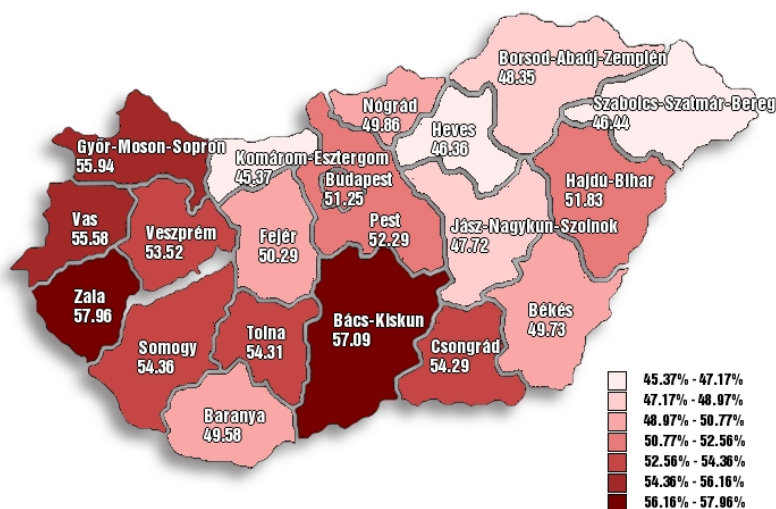 Borsod-Abaúj-Zemplén
48.35
Nógrád
49.86
Szabolcs-Szatmár-Bereg
46.44
Heves
46.36
Győr-Moson-Soprón
55.94
Komárom-Esztergom
45.37
Budapest
51.25
Hajdú-Bihar
51.83
Vas
55.58
Veszprém
53.52
Fejér
50.29
Pest
52.29
Jász-Nagykun-Szolnok
47.72
Zala
57.96
Somogy
54.36
Tolna
54.31
Bács-Kiskun
57.09
Csongrád
54.29
Békés
49.73
Baranya
49.58
45.37% - 47.17%
47.17% - 48.97%
48.97% - 50.77%
50.77% - 52.56%
52.56% - 54.36%
54.36% - 56.16%
56.16% - 57.96%